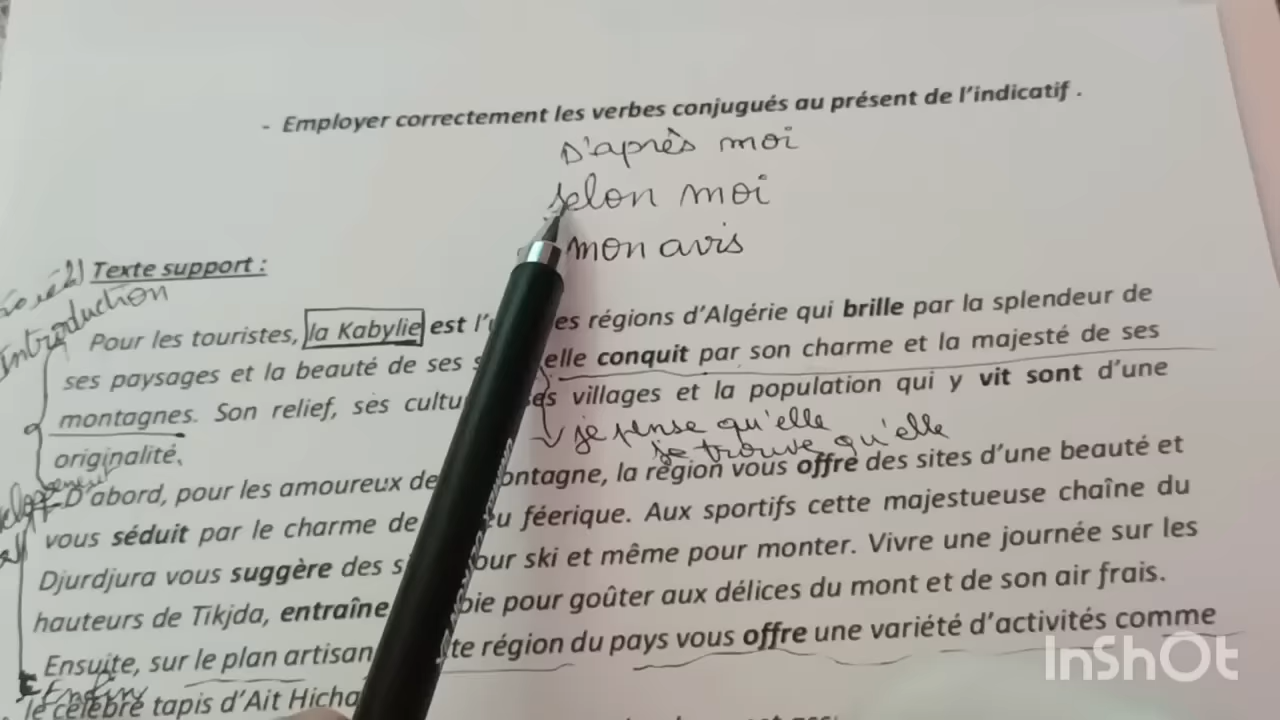 - Employer correctement les verbes conjugués au présent de l'indicatif .
D'après moi
selon moi
mon avis
Texte support :
Introduction
Pour les touristes, la Kabylie est l' es régions d'Algérie qui brille par la splendeur de
ses paysages et la beauté de ses elle conquit par son charme et la majesté de ses
montagnes. Son relief, ses villages et la population qui y vit sont d'une
je pense qu'elle
originalité.
je trouve qu'elle
D'abord, pour les amoureux de ontagne, la région vous offre des sites d'une beauté et
vous séduit par le charme de féerique. Aux sportifs cette majestueuse chaîne du
Djurdjura vous suggère des our ski et même pour monter. Vivre une journée sur les
hauteurs de Tikjda, entraîne pour goûter aux délices du mont et de son air frais.
Ensuite, sur le plan artisan te région du pays vous offre une variété d'activités comme
Enfin
le célèbre tapis d'Ait Hicha
InShOt